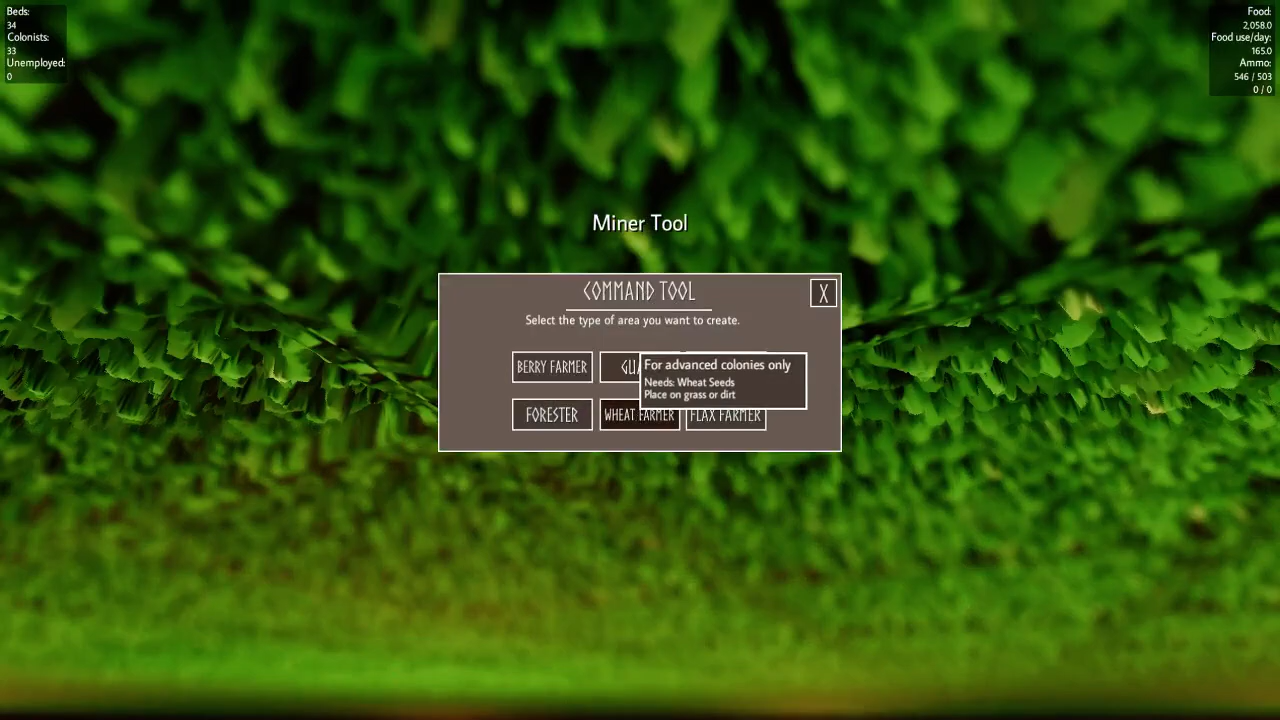 Beds:
34
Colonists:
33
Unemployed:
0
Food:
2,058.0
Food use/day:
165.0
Ammo:
546 / 503
0 / 0
Miner Tool
COMMAND TOOL
X
Select the type of area you want to create.
BERRY FARMER
For advanced colonies only
Needs: Wheat Seeds
Place on grass or dirt
FORESTER
WHEAT FARMER
FLAX FARMER